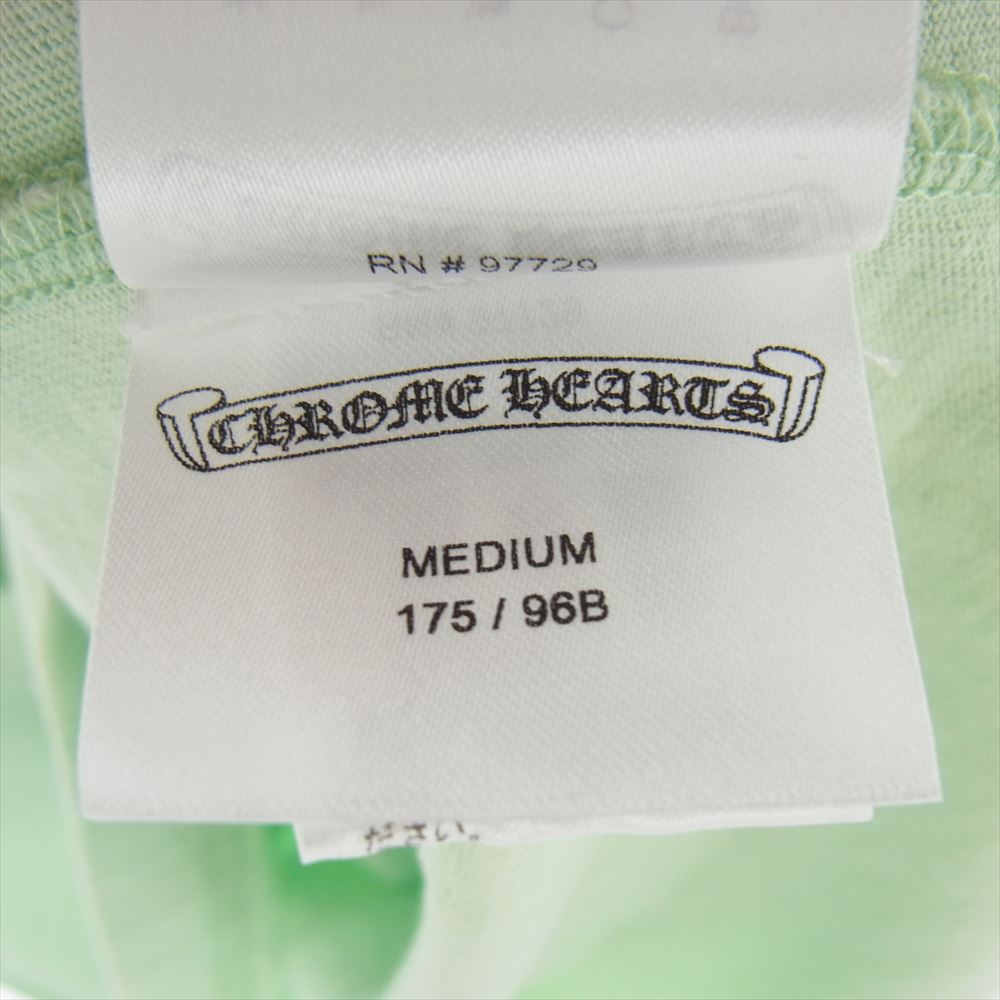 RN # 97729
CHROME HEARTS
MEDIUM
175 / 96B
ださい。